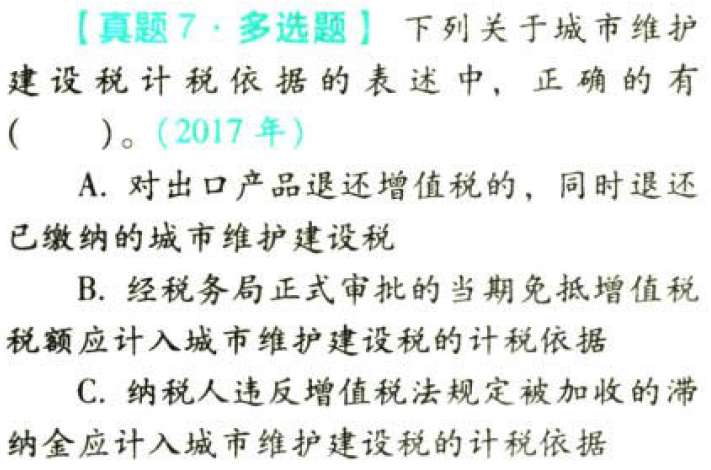 【真题7·多选题】 下列关于城市维护
建设税计税依据的表述中，正确的有
(  )。(2017年)
A. 对出口产品退还增值税的，同时退还
已缴纳的城市维护建设税
B. 经税务局正式审批的当期免抵增值税
税额应计入城市维护建设税的计税依据
C. 纳税人违反增值税法规定被加收的滞
纳金应计入城市维护建设税的计税依据